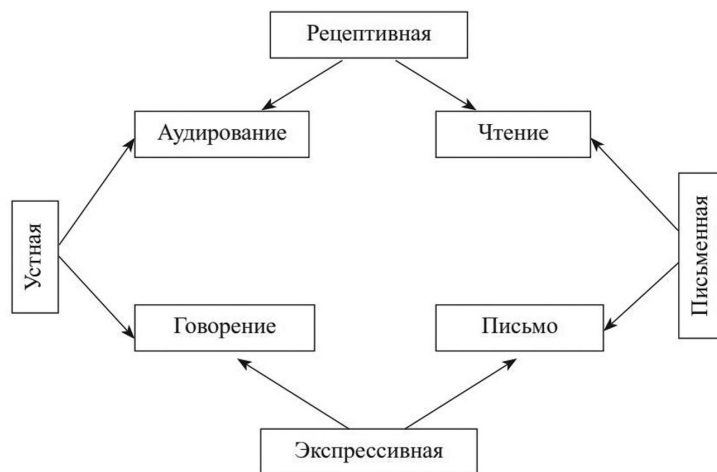 Рецептивная
Аудирование
Чтение
Устная
Письменная
Говорение
Письмо
Экспрессивная